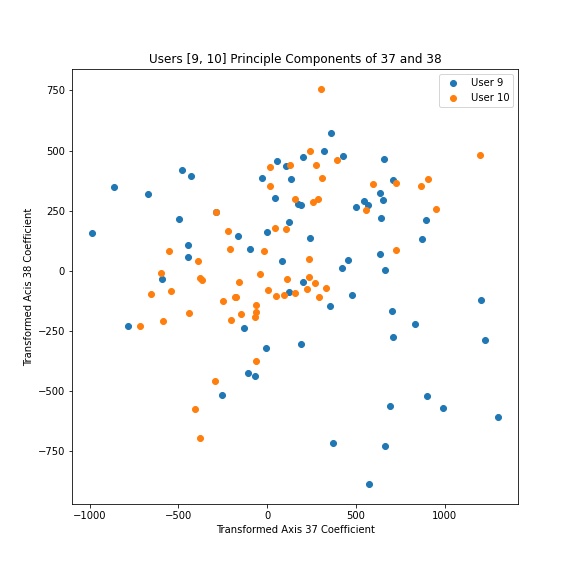 Users [9, 10] Principle Components of 37 and 38
User 9
User 10
Transformed Acis 38 Coefficient
750
500
250
0
−250
−500
−750
−1000
−500
0
500
1000
Transformed Axis 37 Coefficient